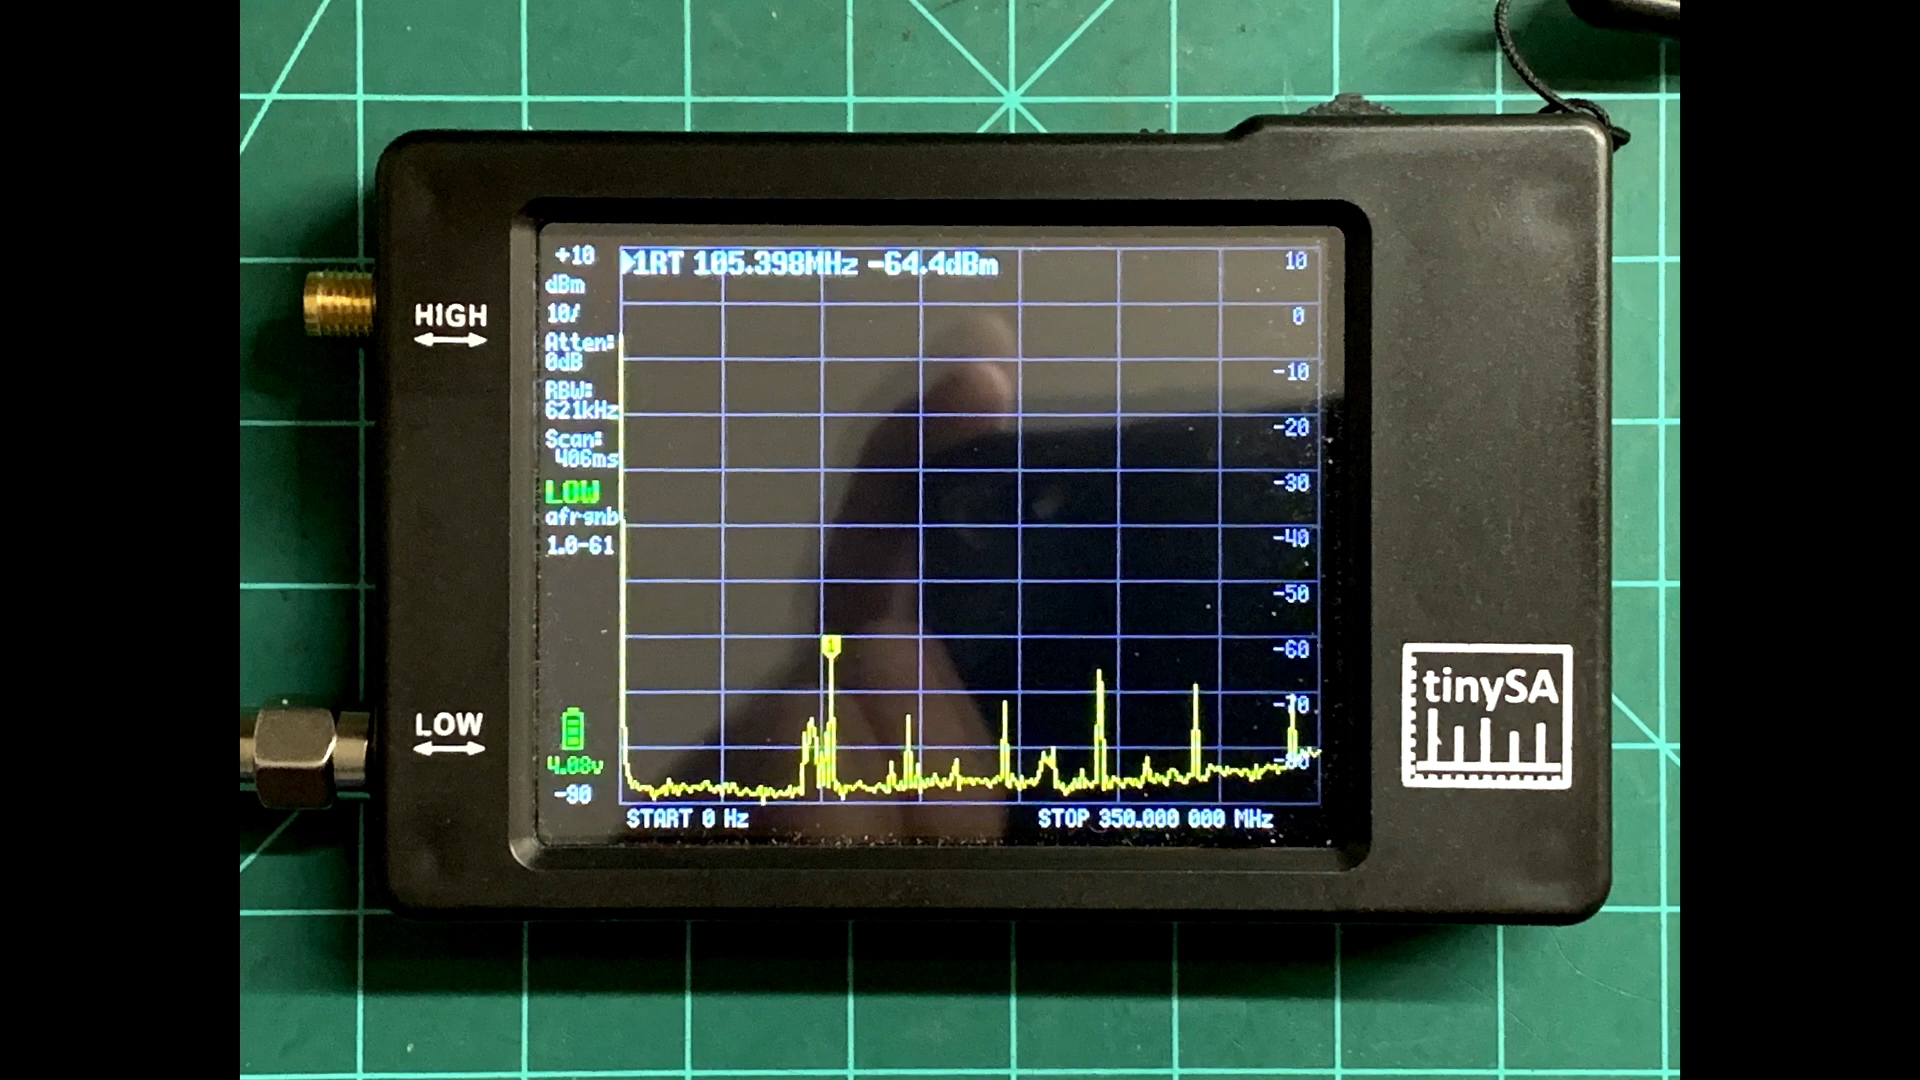 +10
1RT 105.398MHz -64.4dBm
10
dBm
10/
0
Atten:
0dB
-10
RBW:
621kHz
-20
Scan:
406ms
-30
LOW
afrgnb
-40
1.0-61
-50
HIGH
1
-60
-70
-80
LOW
4.08v
-90
START 0 Hz
STOP 350.000 000 MHz
tinySA